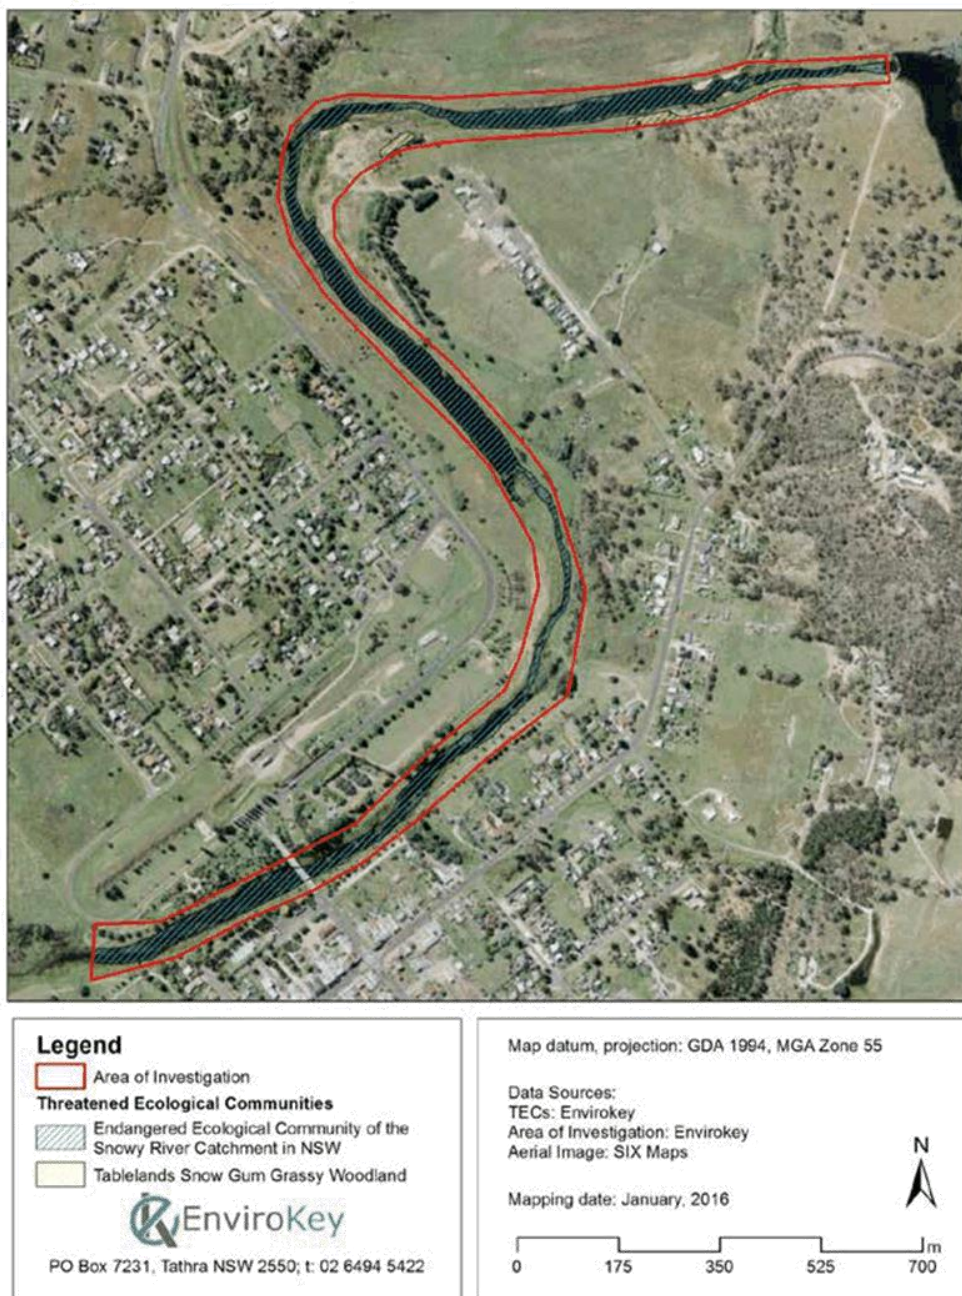 Legend
Area of Investigation
Threatened Ecological Communities
Endangered Ecological Community of the
Snowy River Catchment in NSW
Tablelands Snow Gum Grassy Woodland
EnviroKey
PO Box 7231, Tathra NSW 2550; t: 02 6494 5422
Map datum, projection: GDA 1994, MGA Zone 55
Data Sources:
TECs: Envirokey
Area of Investigation: Envirokey
Aerial Image: SIX Maps
Mapping date: January, 2016
N
m
0 175 350 525 700